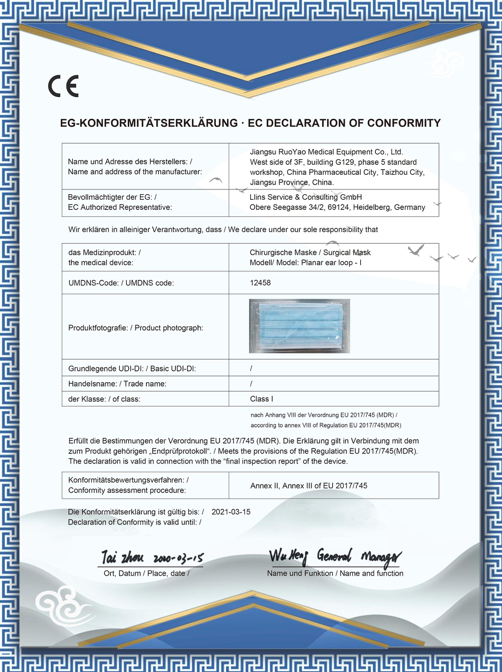 CE
EG-KONFORMITÄTSERKLÄRUNG · EC DECLARATION OF CONFORMITY
Name und Adresse des Herstellers: /
Name and address of the manufacturer:
Jiangsu RuoYao Medical Equipment Co., Ltd.
West side of 3F, building G129, phase 5 standard
workshop, China Pharmaceutical City, Taizhou City,
Jiangsu Province, China.
Bevollmächtigter der EG: /
EC Authorized Representative:
Llins Service & Consulting GmbH
Obere Seegasse 34/2, 69124, Heidelberg, Germany
Wir erklären in alleiniger Verantwortung, dass / We declare under our sole responsibility that
das Medizinprodukt: /
the medical device:
Chirurgische Maske / Surgical Mask
Modell/ Model: Planar ear loop - I
UMDNS-Code: / UMDNS code:
12458
Produktfotografie: / Product photograph:
Grundlegende UDI-DI: / Basic UDI-DI:
/
Handelsname: / Trade name:
/
der Klasse: / of class:
Class I
nach Anhang VIII der Verordnung EU 2017/745 (MDR) /
according to annex VIII of Regulation EU 2017/745(MDR)
Erfüllt die Bestimmungen der Verordnung EU 2017/745 (MDR). Die Erklärung gilt in Verbindung mit dem
zum Produkt gehörigen „Endprüfprotokoll“. / Meets the provisions of the Regulation EU 2017/745(MDR).
The declaration is valid in connection with the “final inspection report” of the device.
Konformitätsbewertungsverfahren: /
Conformity assessment procedure:
Annex II, Annex III of EU 2017/745
Die Konformitätserklärung ist gültig bis: / 2021-03-15
Declaration of Conformity is valid until: /
Tai zhou 2020-03-15
Ort, Datum / Place, date /
Wu Heng General Manager
Name und Funktion / Name and function